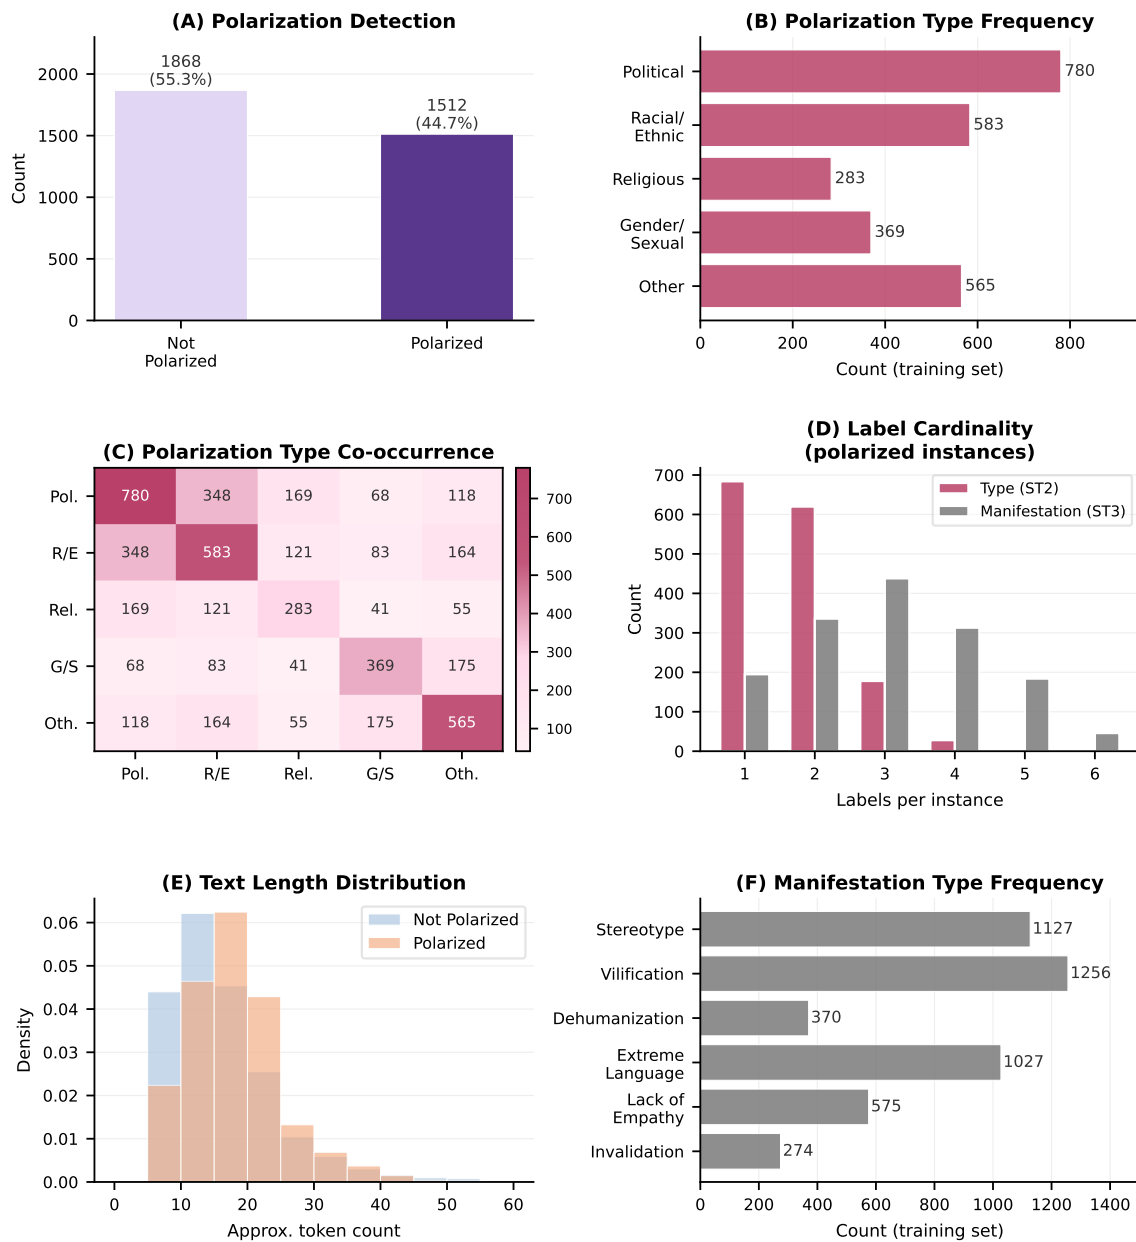 (A) Polarization Detection
1868
(55.3%)
1512
(44.7%)
2000
1500
1000
500
0
Count
Not
Polarized
Polarized
(B) Polarization Type Frequency
Political
780
Racial/
Ethnic
583
Religious
283
Gender/
Sexual
369
Other
565
0 200 400 600 800
Count (training set)
(C) Polarization Type Co-occurrence
Pol. 780 348 169 68 118
R/E 348 583 121 83 164
Rel. 169 121 283 41 55
G/S 68 83 41 369 175
Oth. 118 164 55 175 565
Pol. R/E Rel. G/S Oth.
700
600
500
400
300
200
100
(D) Label Cardinality
(polarized instances)
Type (ST2)
Manifestation (ST3)
700
600
500
400
300
200
100
0
Count
1 2 3 4 5 6
Labels per instance
(E) Text Length Distribution
Not Polarized
Polarized
0.06
0.05
0.04
0.03
0.02
0.01
0.00
Density
0 10 20 30 40 50 60
Approx. token count
(F) Manifestation Type Frequency
Stereotype
1127
Vilification
1256
Dehumanization
370
Extreme
Language
1027
Lack of
Empathy
575
Invalidation
274
0 200 400 600 800 1000 1200 1400
Count (training set)